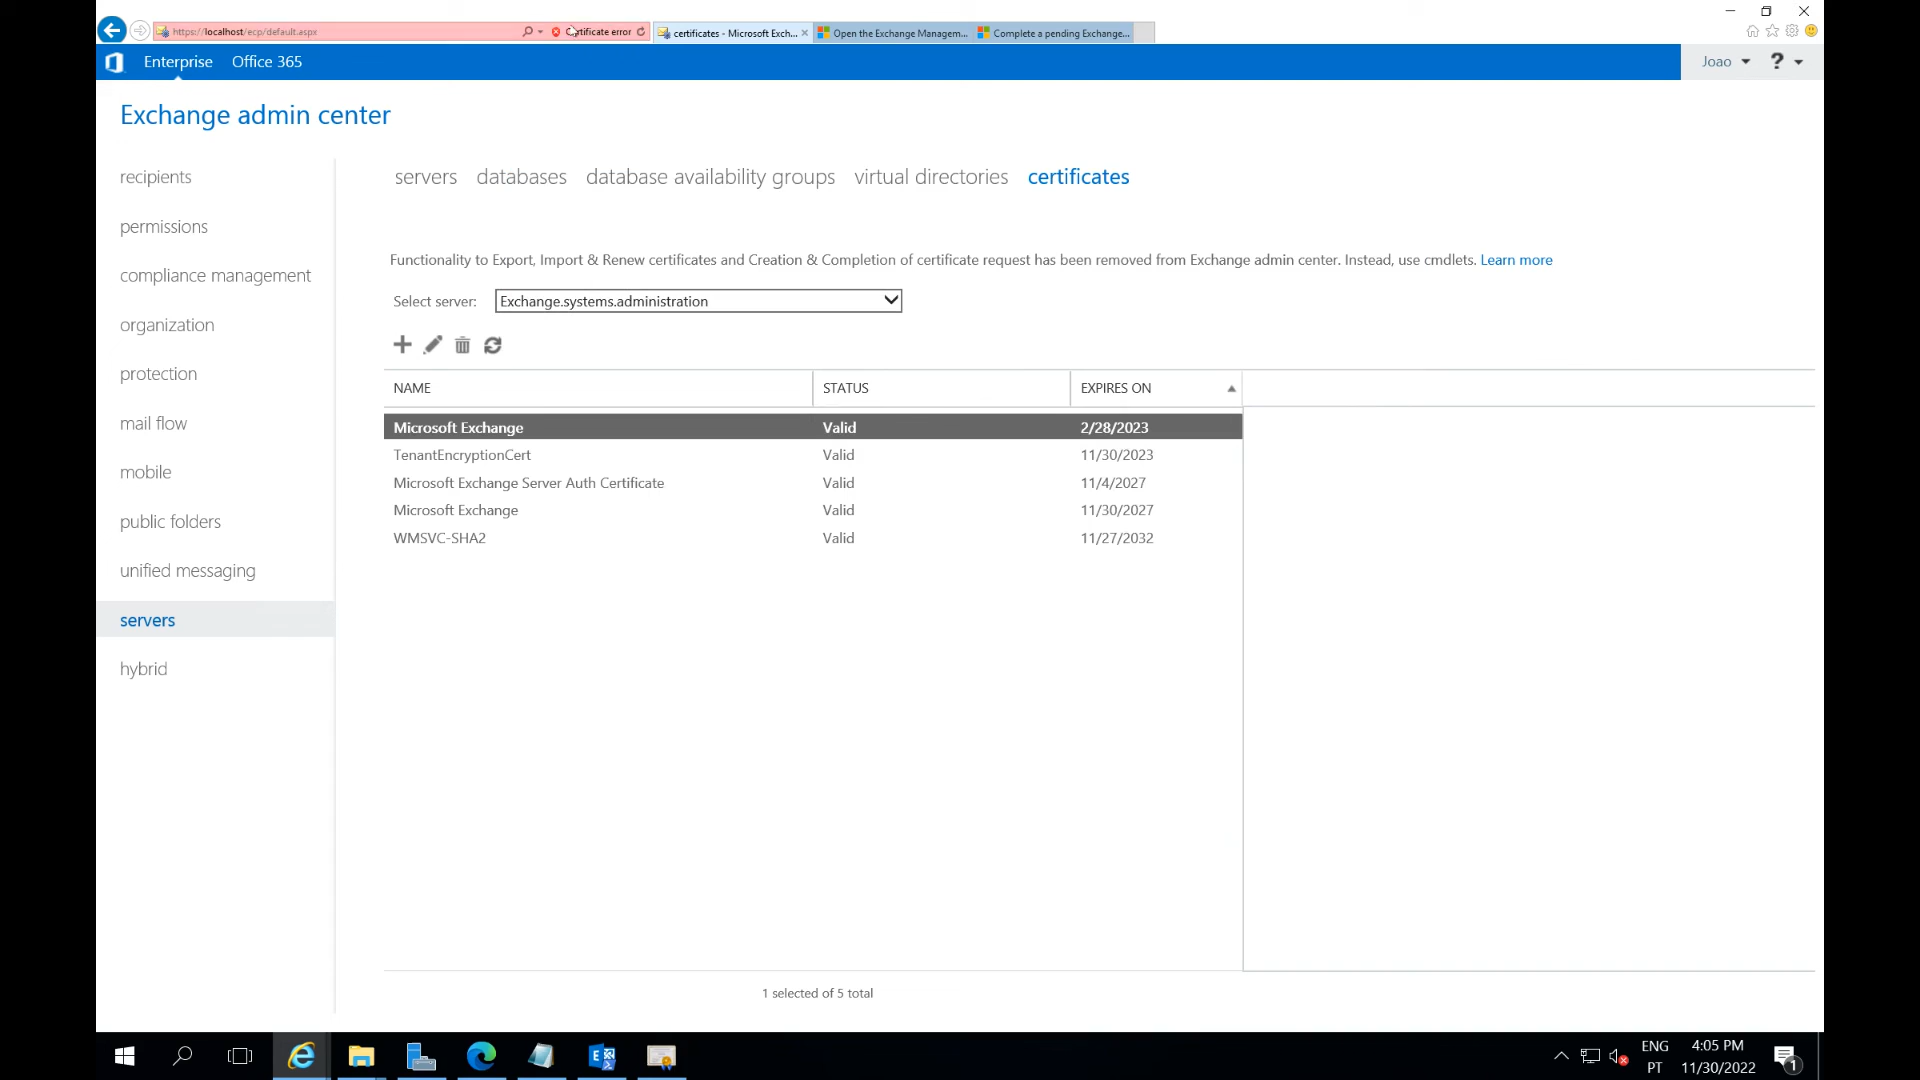 https://localhost/ecp/default.aspx
Certificate error
certificates - Microsoft Exch...
Open the Exchange Managem...
Complete a pending Exchange...
Enterprise
Office 365
Joao
?
Exchange admin center
recipients
permissions
compliance management
organization
protection
mail flow
mobile
public folders
unified messaging
servers
hybrid
servers databases database availability groups virtual directories certificates
Functionality to Export, Import & Renew certificates and Creation & Completion of certificate request has been removed from Exchange admin center. Instead, use cmdlets. Learn more
Select server: Exchange.systems.administration
NAME STATUS EXPIRES ON
Microsoft Exchange Valid 2/28/2023
TenantEncryptionCert Valid 11/30/2023
Microsoft Exchange Server Auth Certificate Valid 11/4/2027
Microsoft Exchange Valid 11/30/2027
WMSVC-SHA2 Valid 11/27/2032
1 selected of 5 total
ENG
PT
4:05 PM
11/30/2022
1